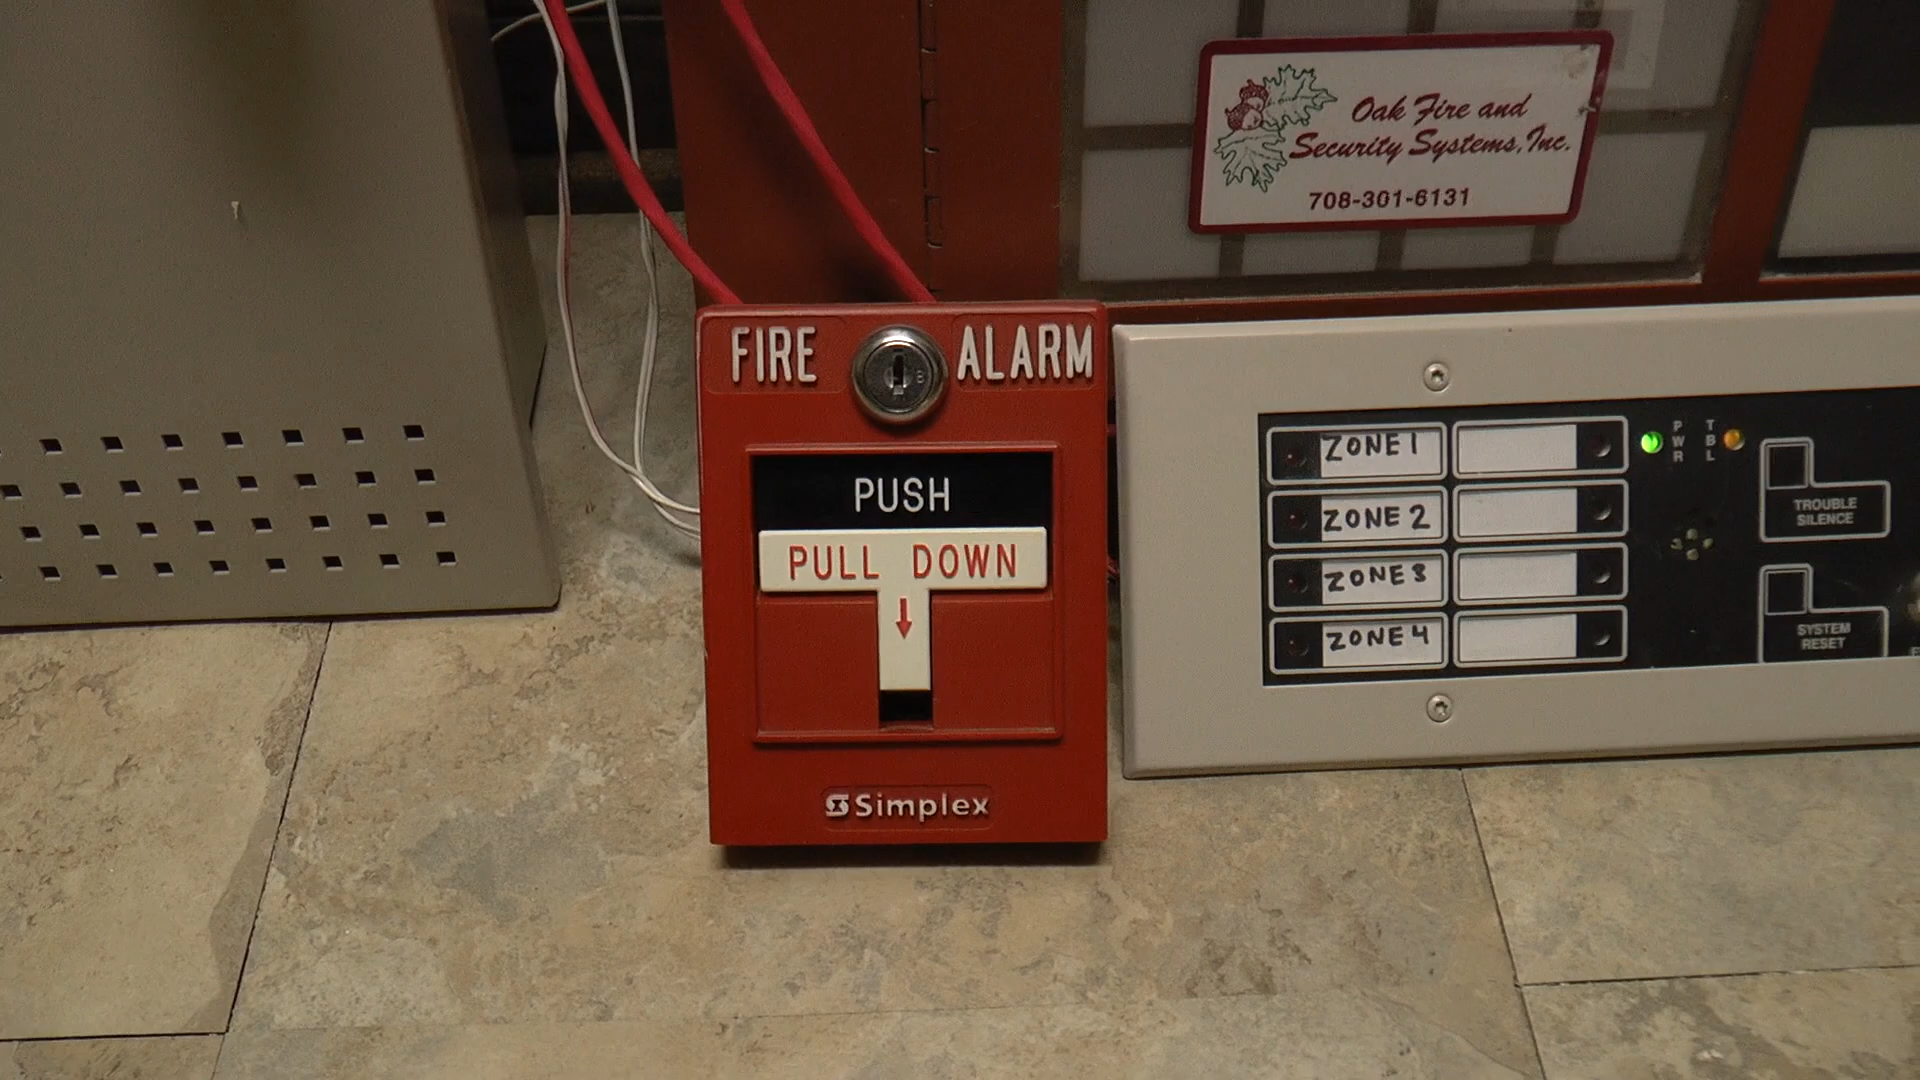 Oak Fire and
Security Systems, Inc.
708-301-6131
FIRE ALARM
PUSH
PULL DOWN
Simplex
ZONE 1
ZONE 2
ZONE 3
ZONE 4
PWR
TBL
TROUBLE
SILENCE
SYSTEM
RESET